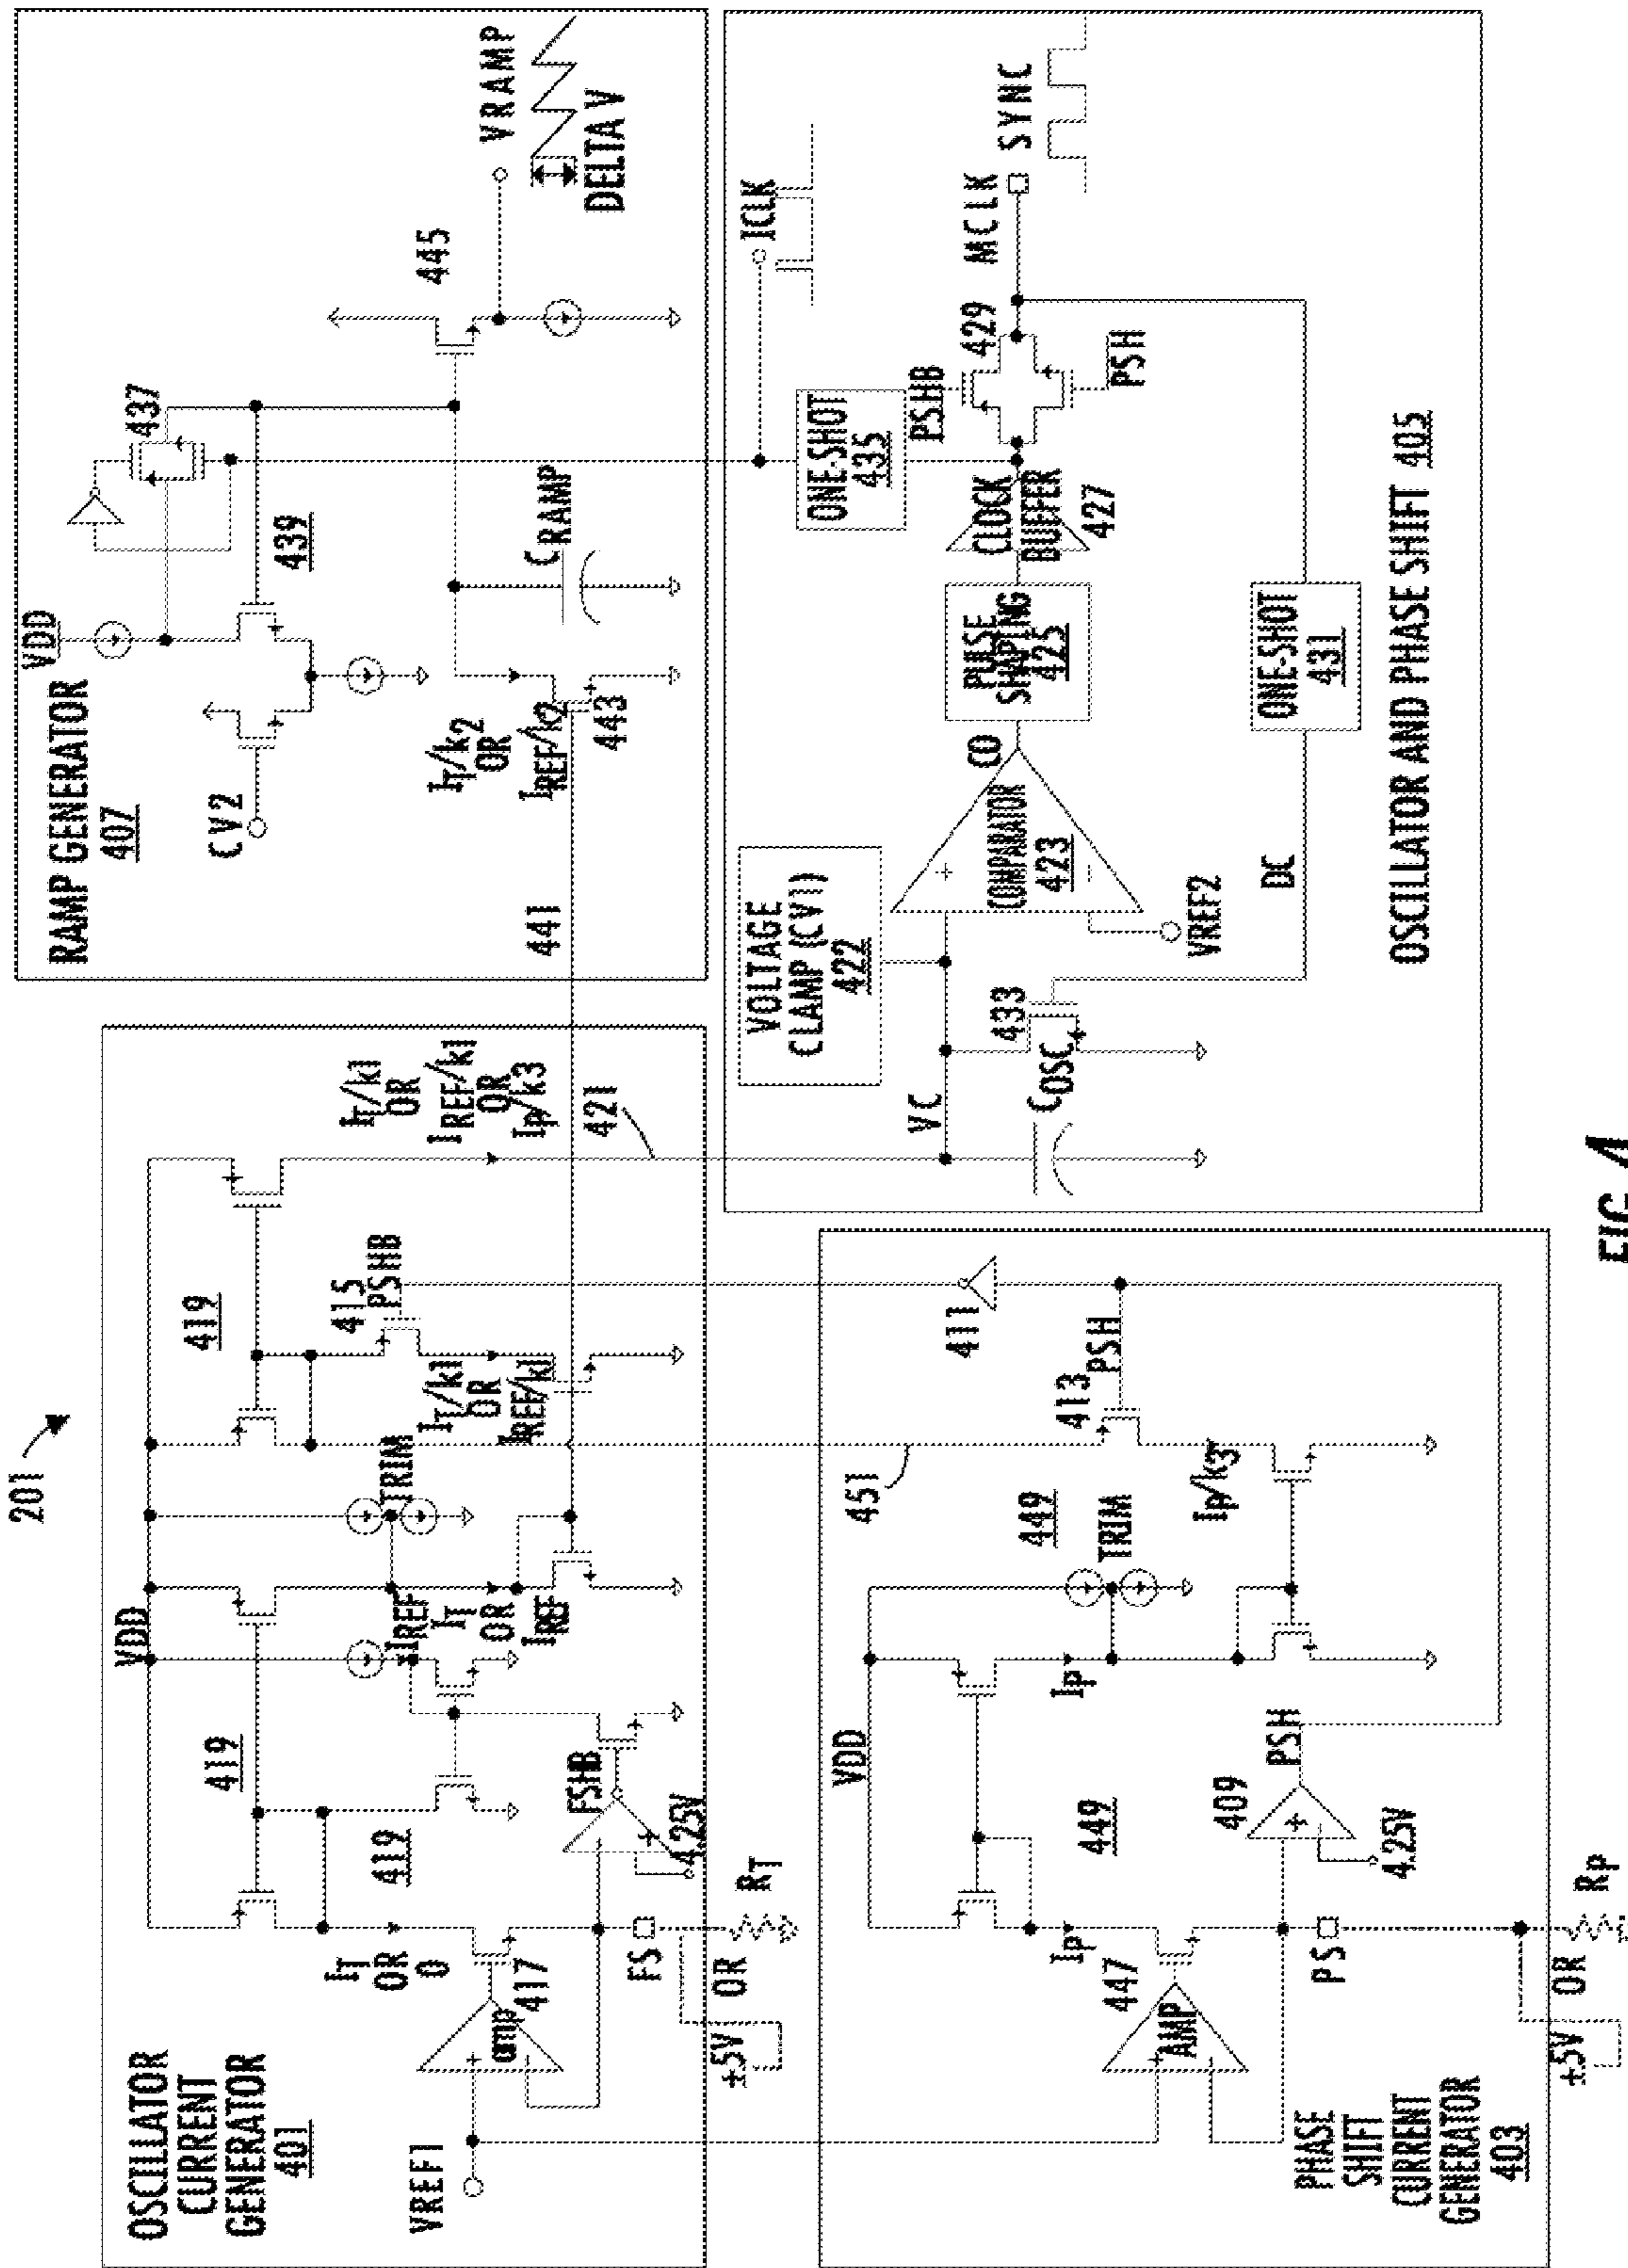 201
OSCILLATOR
CURRENT
GENERATOR
401
VREF1
amp
417
I_T
OR
0
FS
+5V
OR
R_T
419
419
FSHB
4.25V
VDD
I_REF
I_T
OR
I_REF
TRIM
419
415
PSHB
I_T/k1
OR
I_REF/k1
I_T/k1
OR
I_REF/k1
OR
I_P/k3
421
441
RAMP GENERATOR
407
VDD
CV2
439
437
I_T/k2
OR
I_REF/k2
443
C_RAMP
445
VRAMP
DELTA V
PHASE
SHIFT
CURRENT
GENERATOR
403
AMP
447
I_P
PS
+5V
OR
R_P
VDD
449
409
PSH
4.25V
I_P
449
TRIM
451
413
PSH
I_P/k3
411
VC
C_OSC
433
VOLTAGE
CLAMP (CV1)
422
COMPARATOR
423
VREF2
CO
PULSE
SHAPING
425
CLOCK
BUFFER
427
ONE-SHOT
435
PSHB
429
PSH
ICLK
MCLK
SYNC
DC
ONE-SHOT
431
OSCILLATOR AND PHASE SHIFT 405
FIG. 4